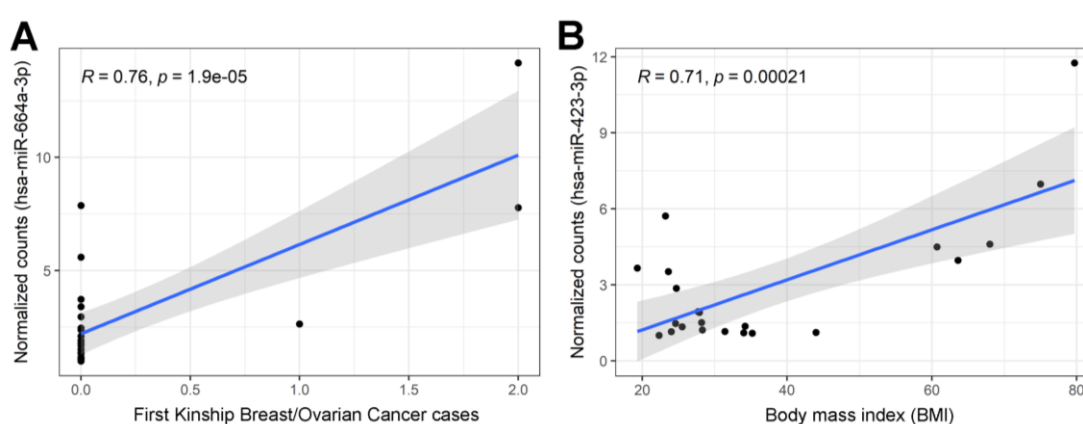 A
R = 0.76, p = 1.9e-05
Normalized counts (hsa-miR-664a-3p)
10
5
0.0 0.5 1.0 1.5 2.0
First Kinship Breast/Ovarian Cancer cases
B
R = 0.71, p = 0.00021
Normalized counts (hsa-miR-423-3p)
12
9
6
3
0
20 40 60 80
Body mass index (BMI)